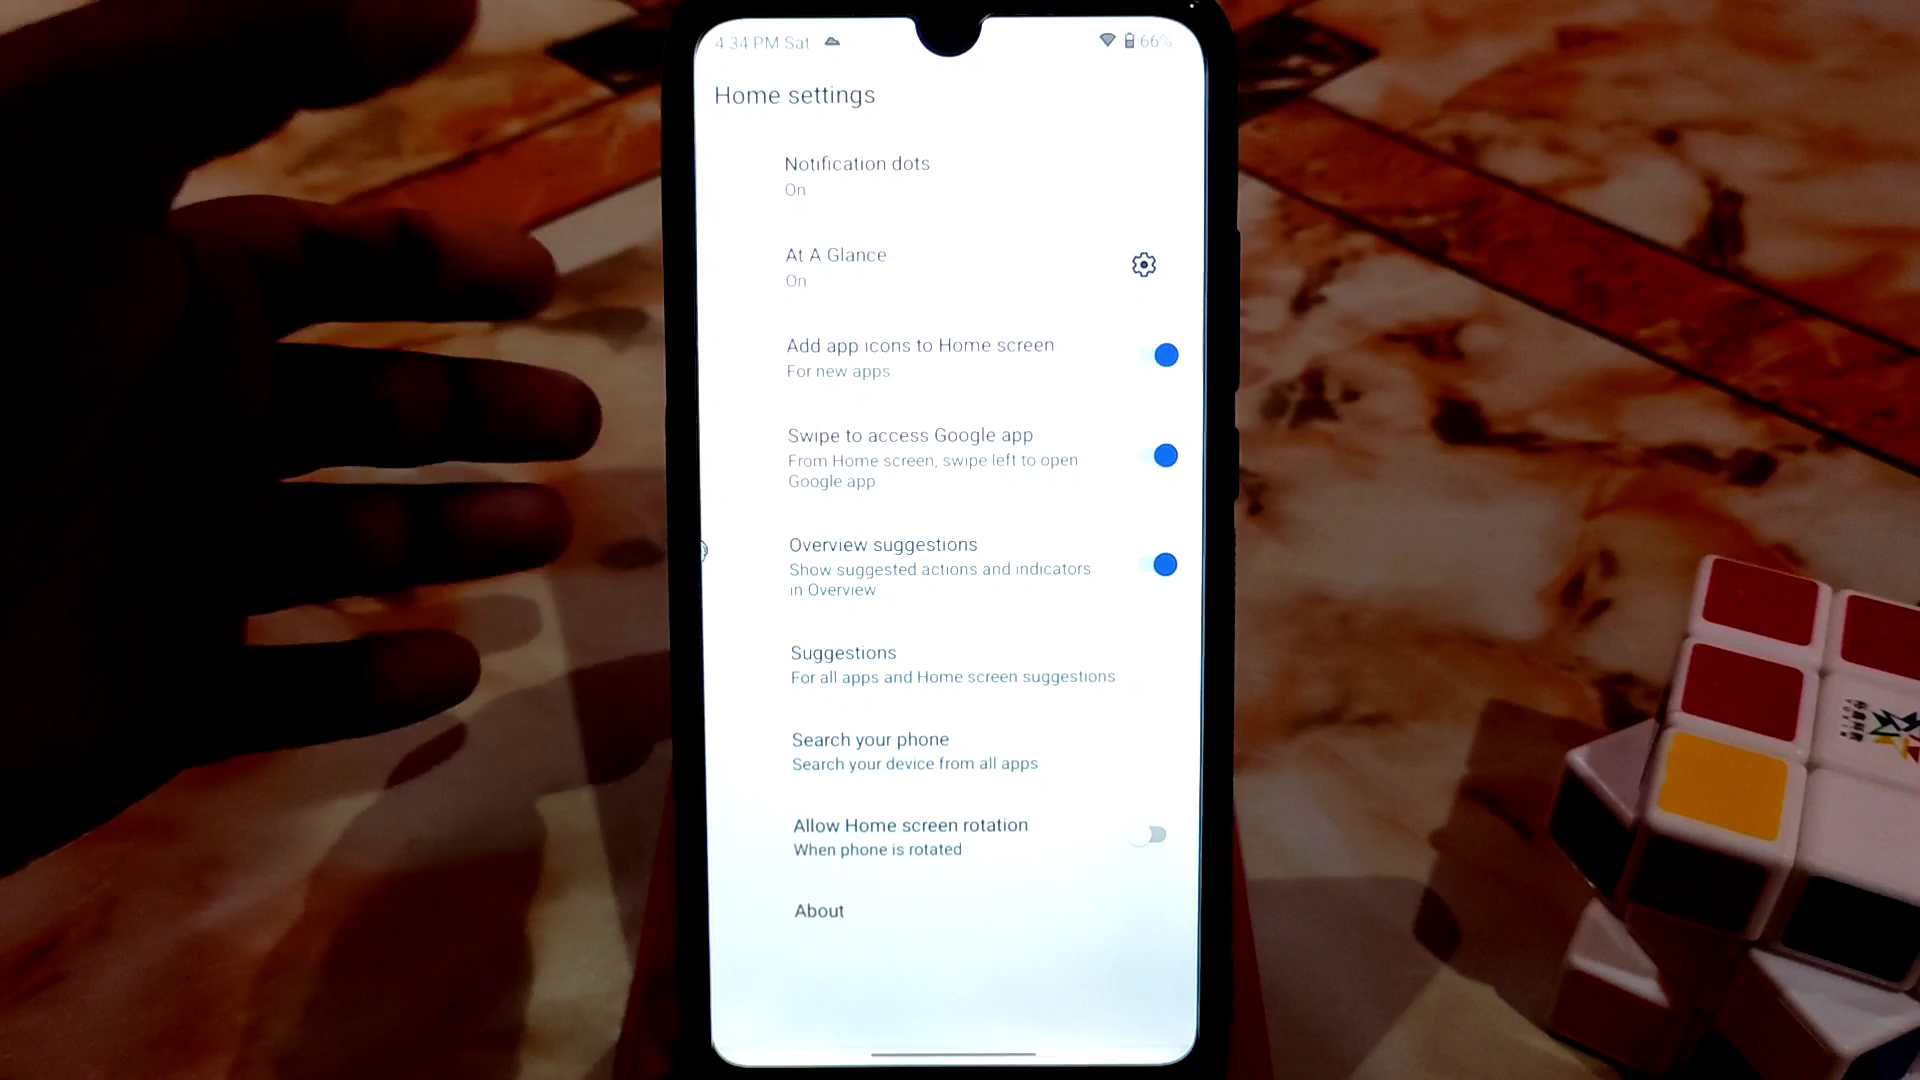 4:34 PM Sat
66%
Home settings
Notification dots
On
At A Glance
On
Add app icons to Home screen
For new apps
Swipe to access Google app
From Home screen, swipe left to open
Google app
Overview suggestions
Show suggested actions and indicators
in Overview
Suggestions
For all apps and Home screen suggestions
Search your phone
Search your device from all apps
Allow Home screen rotation
When phone is rotated
About